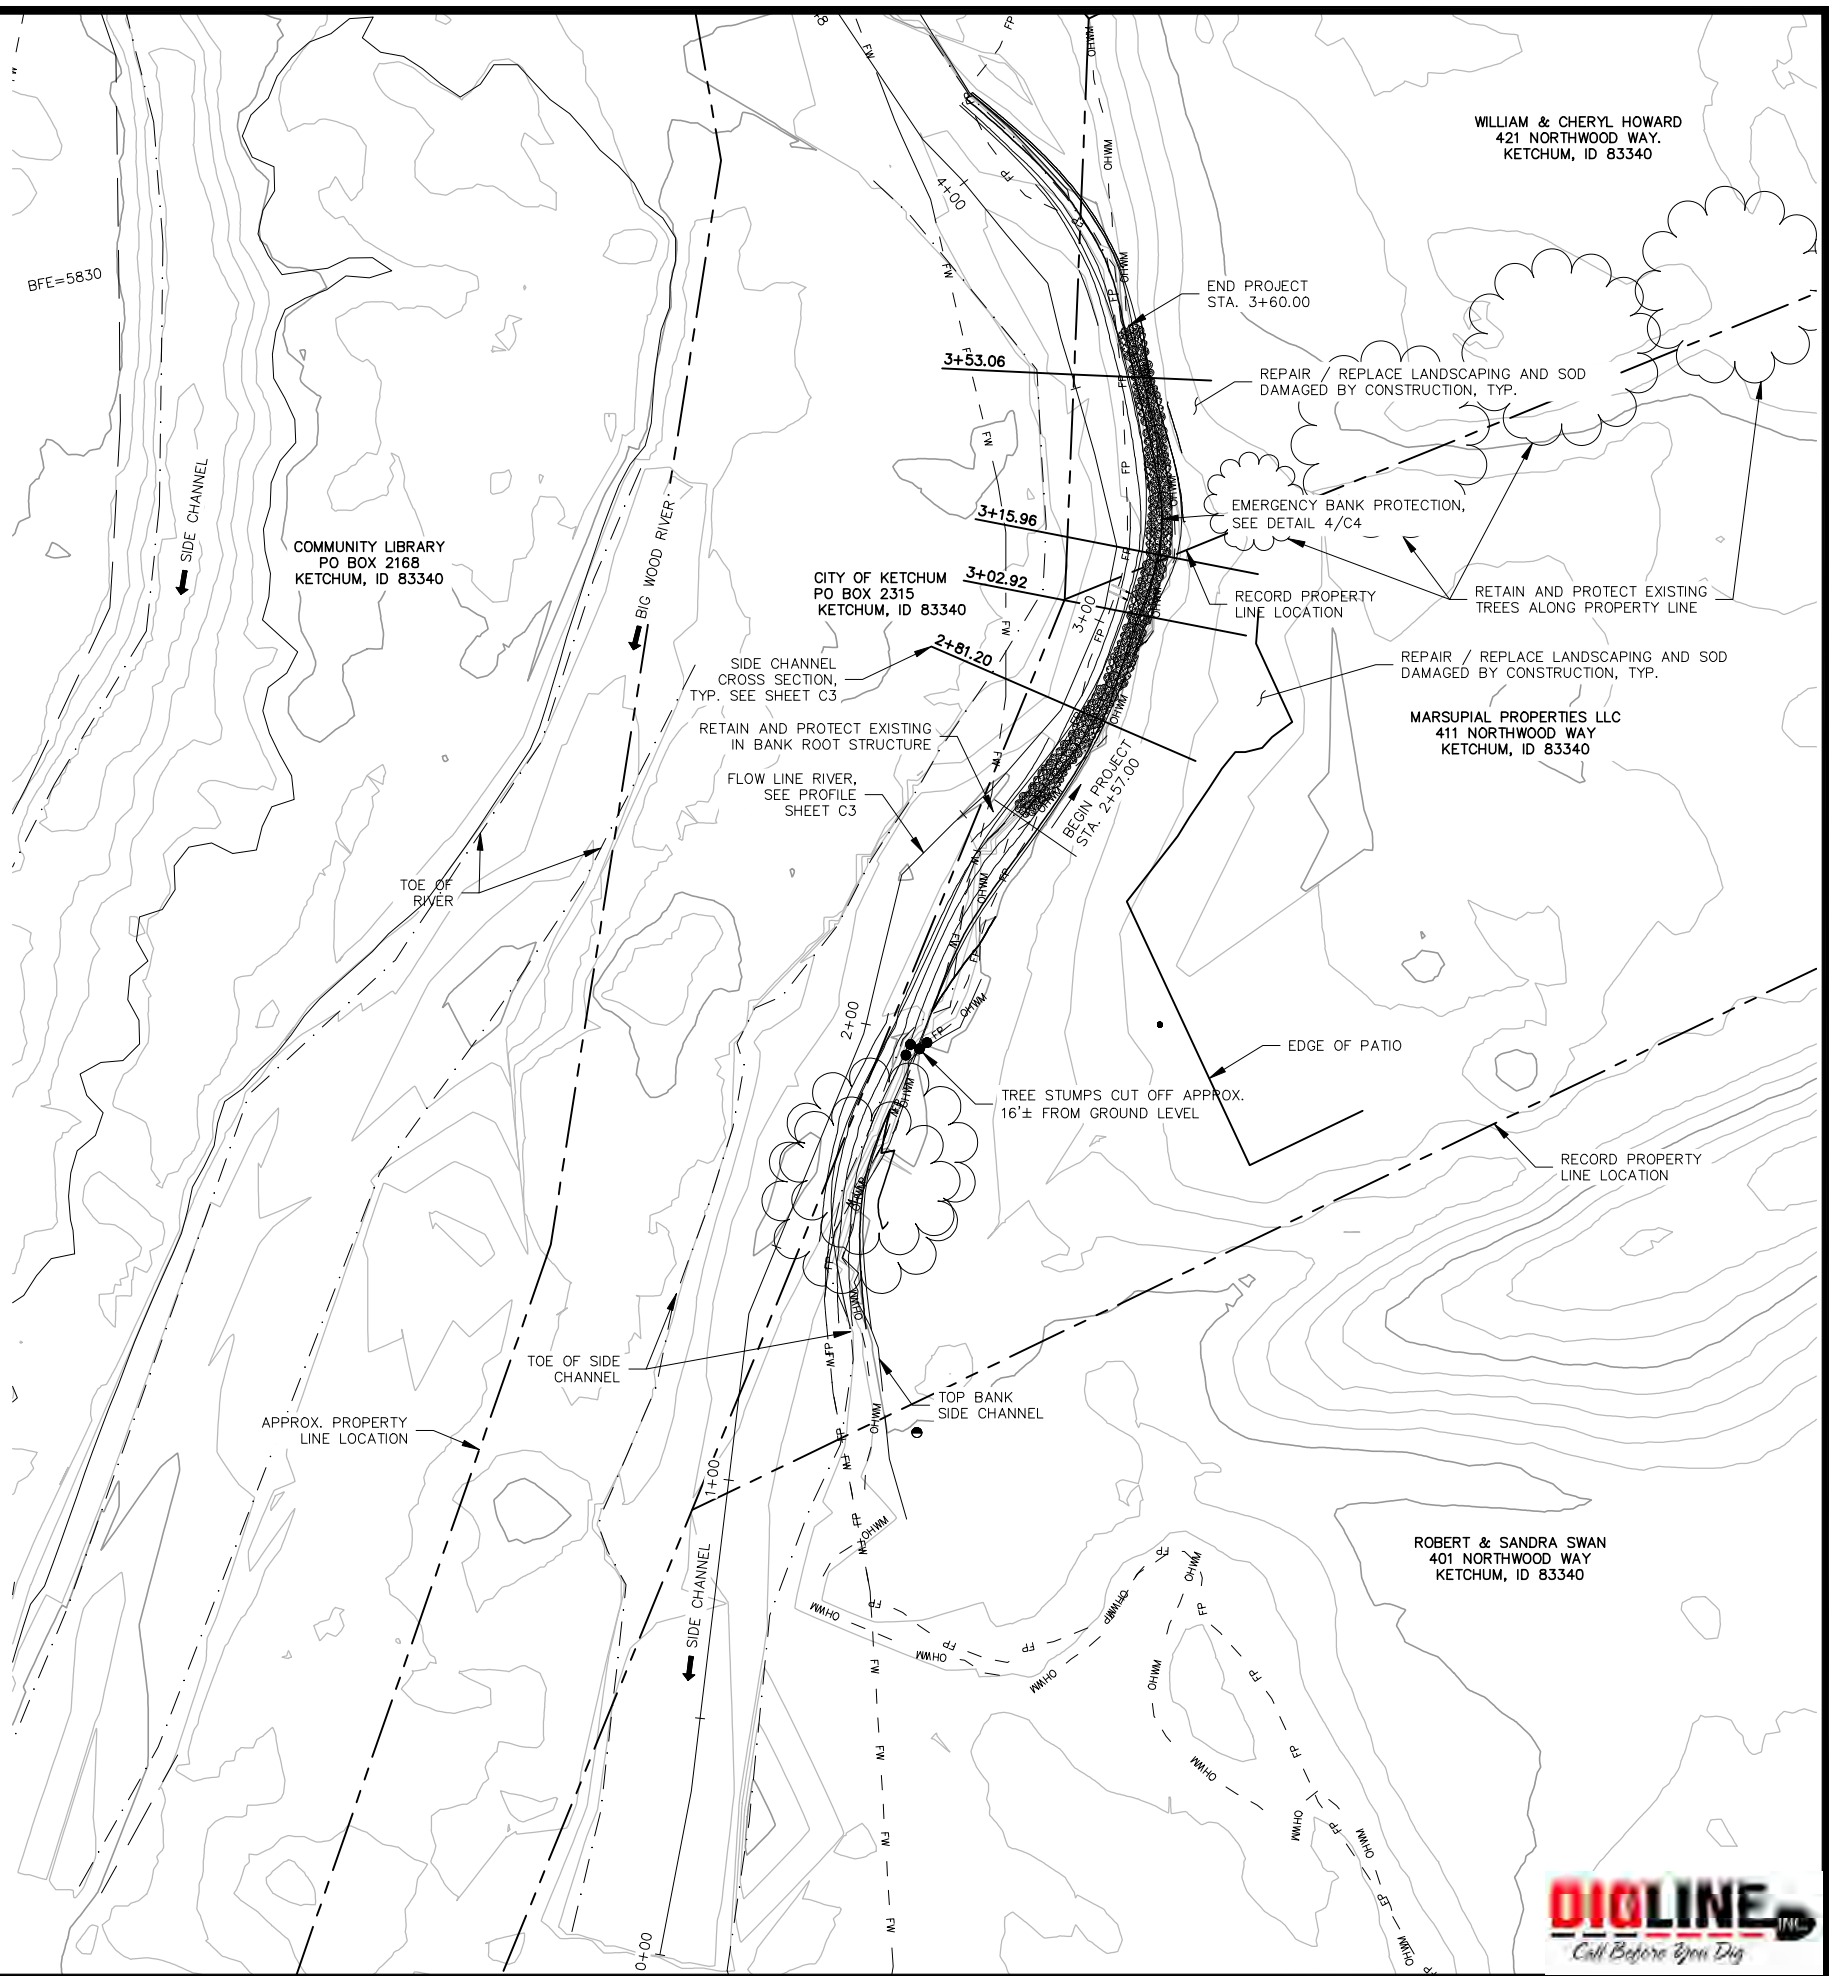 WILLIAM & CHERYL HOWARD
421 NORTHWOOD WAY.
KETCHUM, ID 83340
BFE=5830
4+00
END PROJECT
STA. 3+60.00
3+53.06
REPAIR / REPLACE LANDSCAPING AND SOD
DAMAGED BY CONSTRUCTION, TYP.
SIDE CHANNEL
COMMUNITY LIBRARY
PO BOX 2168
KETCHUM, ID 83340
BIG WOOD RIVER
3+15.96
EMERGENCY BANK PROTECTION,
SEE DETAIL 4/C4
CITY OF KETCHUM
PO BOX 2315
KETCHUM, ID 83340
3+02.92
3+00
RECORD PROPERTY
LINE LOCATION
RETAIN AND PROTECT EXISTING
TREES ALONG PROPERTY LINE
2+81.20
SIDE CHANNEL
CROSS SECTION,
TYP. SEE SHEET C3
REPAIR / REPLACE LANDSCAPING AND SOD
DAMAGED BY CONSTRUCTION, TYP.
RETAIN AND PROTECT EXISTING
IN BANK ROOT STRUCTURE
MARSUPIAL PROPERTIES LLC
411 NORTHWOOD WAY
KETCHUM, ID 83340
FLOW LINE RIVER,
SEE PROFILE
SHEET C3
BEGIN PROJECT
STA. 2+57.00
TOE OF
RIVER
2+00
EDGE OF PATIO
TREE STUMPS CUT OFF APPROX.
16'± FROM GROUND LEVEL
RECORD PROPERTY
LINE LOCATION
TOE OF SIDE
CHANNEL
TOP BANK
SIDE CHANNEL
APPROX. PROPERTY
LINE LOCATION
1+00
SIDE CHANNEL
ROBERT & SANDRA SWAN
401 NORTHWOOD WAY
KETCHUM, ID 83340
0+00
FW
FP
OHWM
DIGLINE INC.
Call Before You Dig